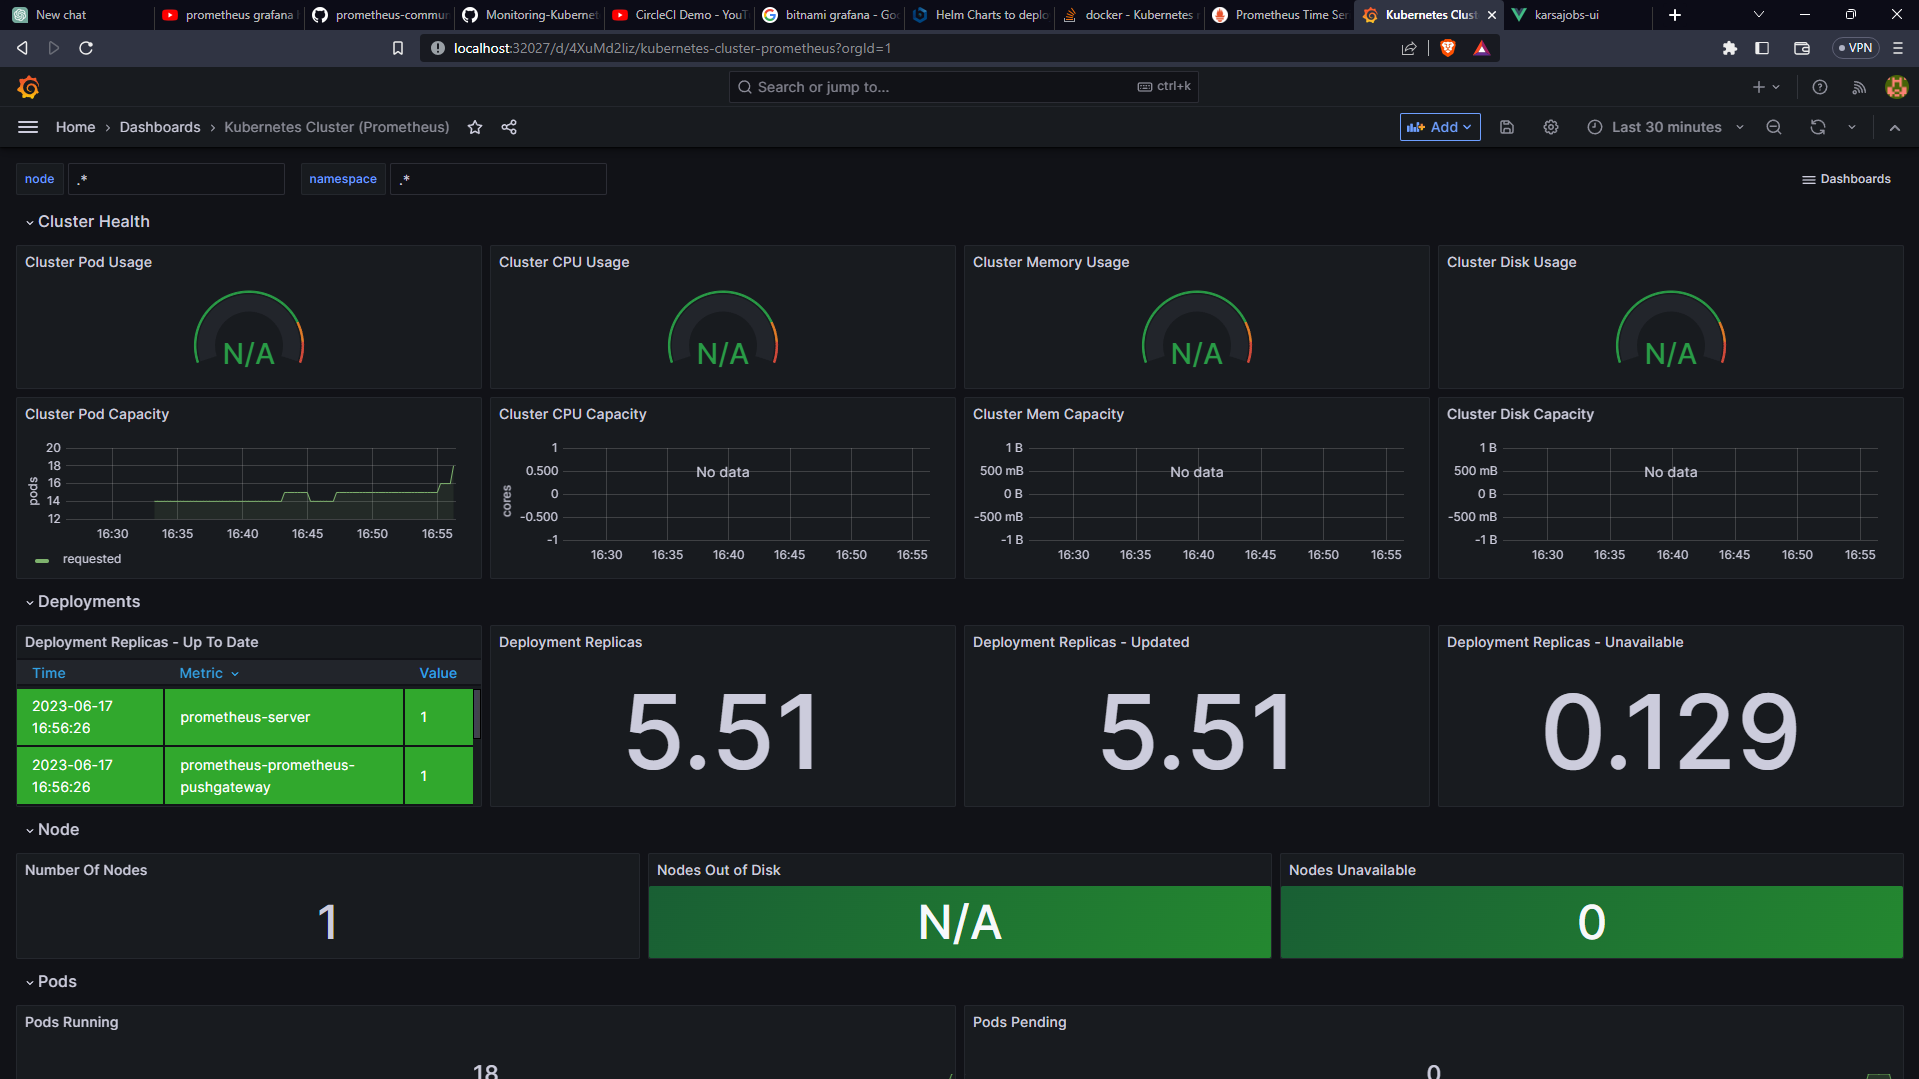 New chat
prometheus grafana
prometheus-commun
Monitoring-Kubernet
CircleCI Demo - YouT
bitnami grafana - Goo
Helm Charts to deplo
docker - Kubernetes
Prometheus Time Ser
Kubernetes Clust
karsajobs-ui
localhost:32027/d/4XuMd2liz/kubernetes-cluster-prometheus?orgId=1
VPN
Search or jump to...
ctrl+k
Home › Dashboards › Kubernetes Cluster (Prometheus)
Add
Last 30 minutes
node
.*
namespace
.*
Dashboards
Cluster Health
Cluster Pod Usage
N/A
Cluster CPU Usage
N/A
Cluster Memory Usage
N/A
Cluster Disk Usage
N/A
Cluster Pod Capacity
pods
20
18
16
14
12
16:30 16:35 16:40 16:45 16:50 16:55
requested
Cluster CPU Capacity
cores
1
0.500
0
-0.500
-1
No data
16:30 16:35 16:40 16:45 16:50 16:55
Cluster Mem Capacity
1 B
500 mB
0 B
-500 mB
-1 B
No data
16:30 16:35 16:40 16:45 16:50 16:55
Cluster Disk Capacity
1 B
500 mB
0 B
-500 mB
-1 B
No data
16:30 16:35 16:40 16:45 16:50 16:55
Deployments
Deployment Replicas - Up To Date
Time Metric Value
2023-06-17 16:56:26 prometheus-server 1
2023-06-17 16:56:26 prometheus-prometheus-pushgateway 1
Deployment Replicas
5.51
Deployment Replicas - Updated
5.51
Deployment Replicas - Unavailable
0.129
Node
Number Of Nodes
1
Nodes Out of Disk
N/A
Nodes Unavailable
0
Pods
Pods Running
18
Pods Pending
0